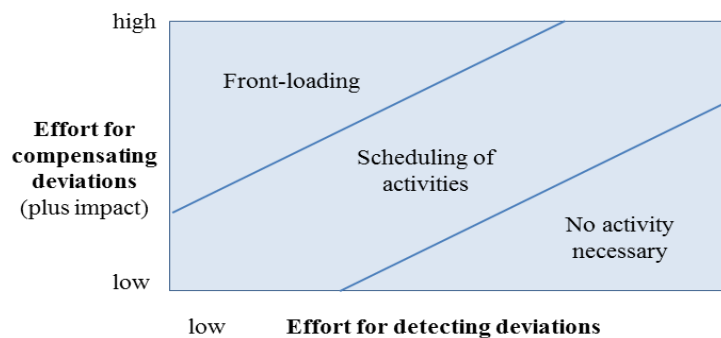 high
Front-loading
Effort for
compensating
deviations
(plus impact)
Scheduling of
activities
No activity
necessary
low
low Effort for detecting deviations